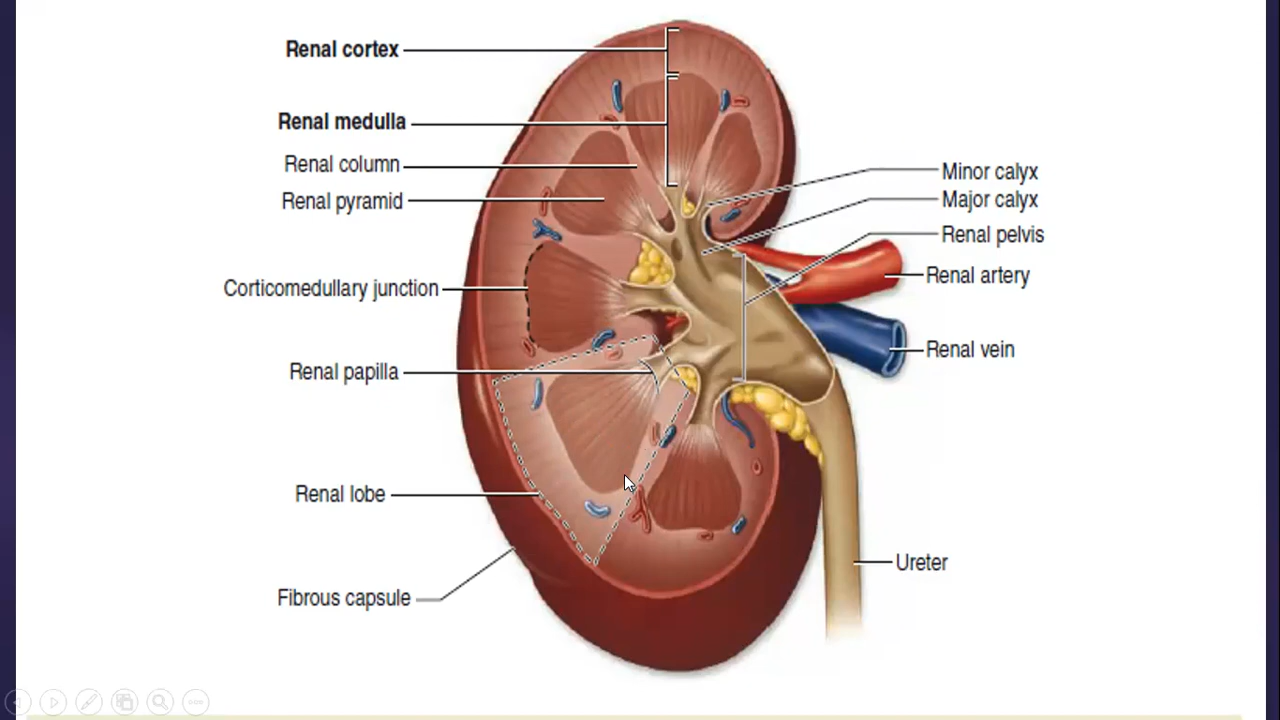 Renal cortex
Renal medulla
Renal column
Renal pyramid
Corticomedullary junction
Renal papilla
Renal lobe
Fibrous capsule
Minor calyx
Major calyx
Renal pelvis
Renal artery
Renal vein
Ureter